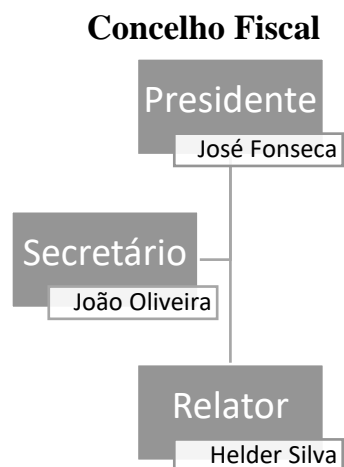 Concelho Fiscal
Presidente
José Fonseca
Secretário
João Oliveira
Relator
Helder Silva